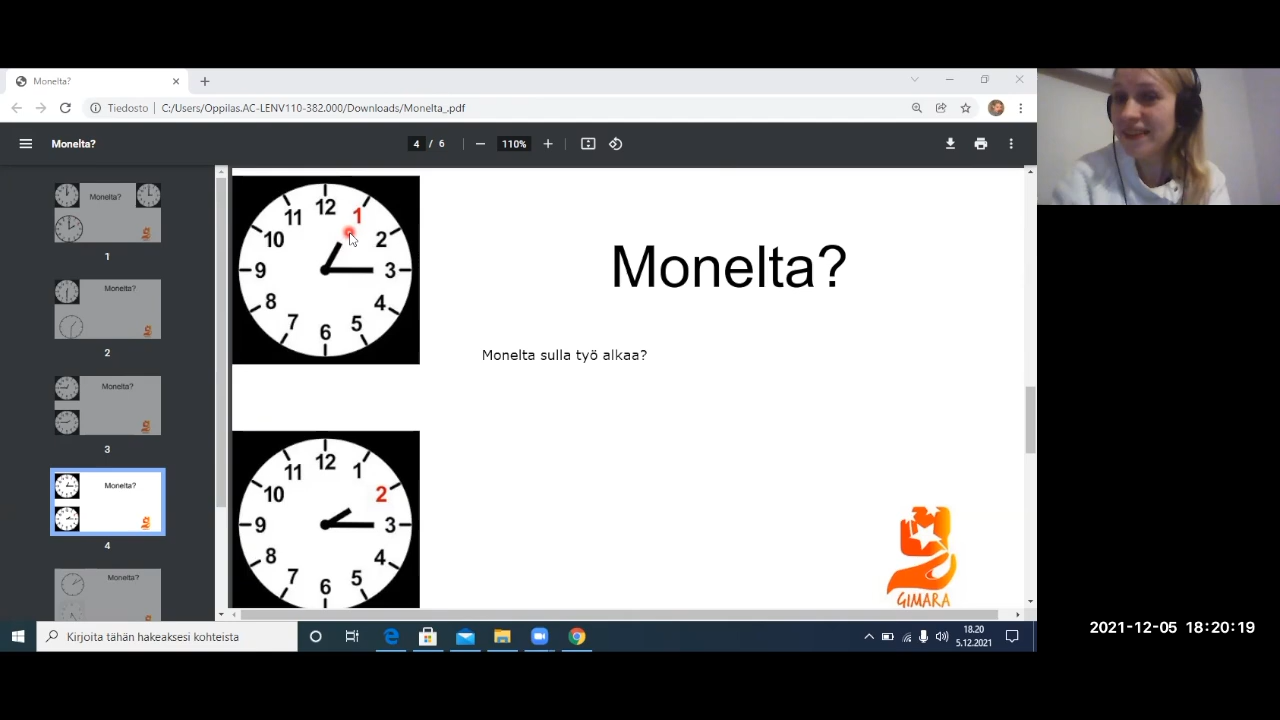 Monelta?
Tiedosto
C:/Users/Oppilas.AC-LENV110-382.000/Downloads/Monelta_.pdf
Monelta?
4 / 6
110%
Monelta?
1
Monelta?
2
Monelta?
3
Monelta?
4
Monelta?
12
11 1
10 2
9 3
8 4
7 5
6
Monelta?
Monelta sulla työ alkaa?
12
11 1
10 2
9 3
8 4
7 5
6
GIMARA
Kirjoita tähän hakeaksesi kohteista
18.20
5.12.2021
2021-12-05 18:20:19